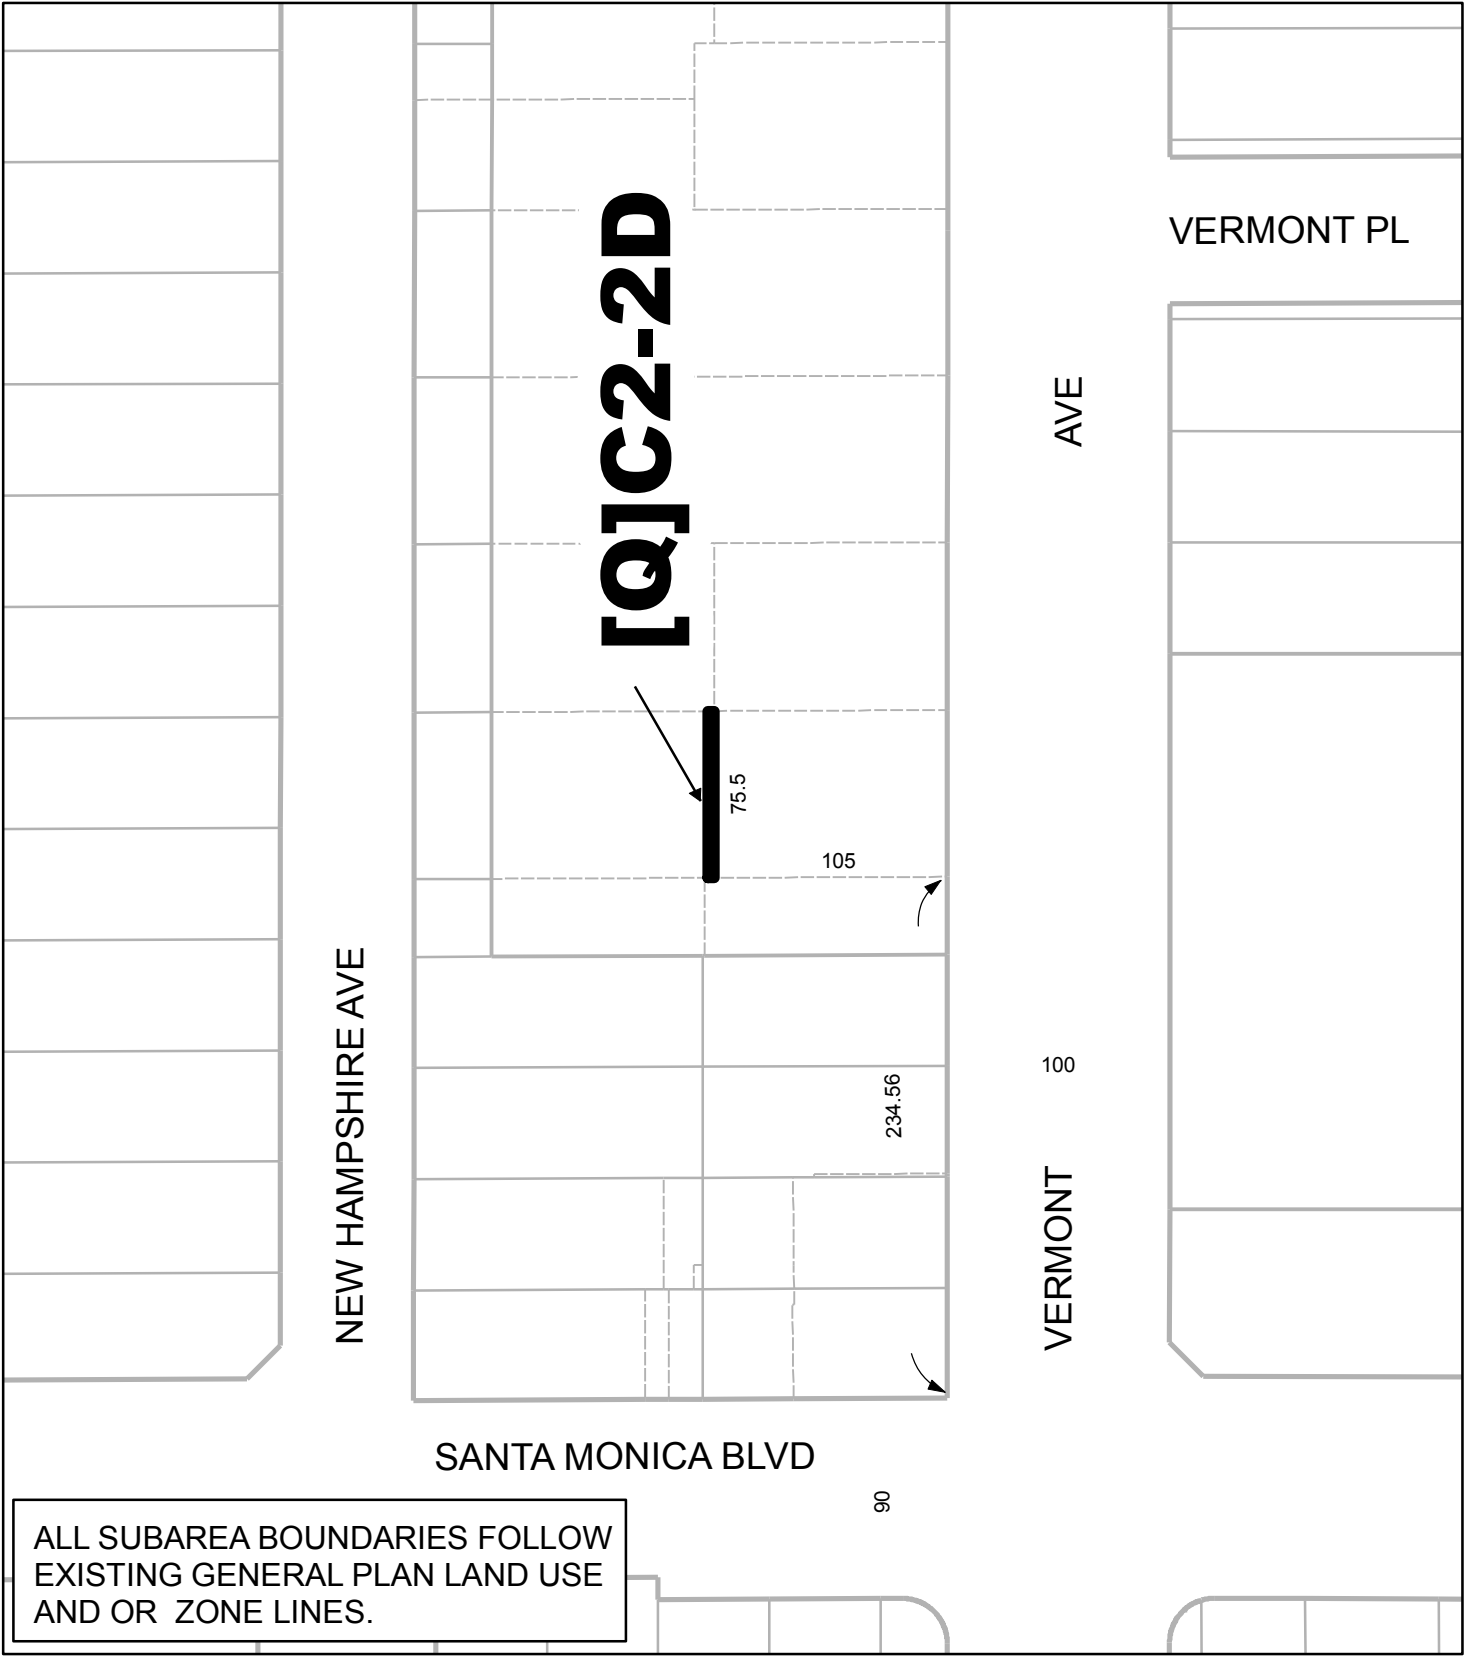 VERMONT PL
AVE
[Q]C2-2D
75.5
105
NEW HAMPSHIRE AVE
100
234.56
VERMONT
SANTA MONICA BLVD
90
ALL SUBAREA BOUNDARIES FOLLOW
EXISTING GENERAL PLAN LAND USE
AND OR  ZONE LINES.